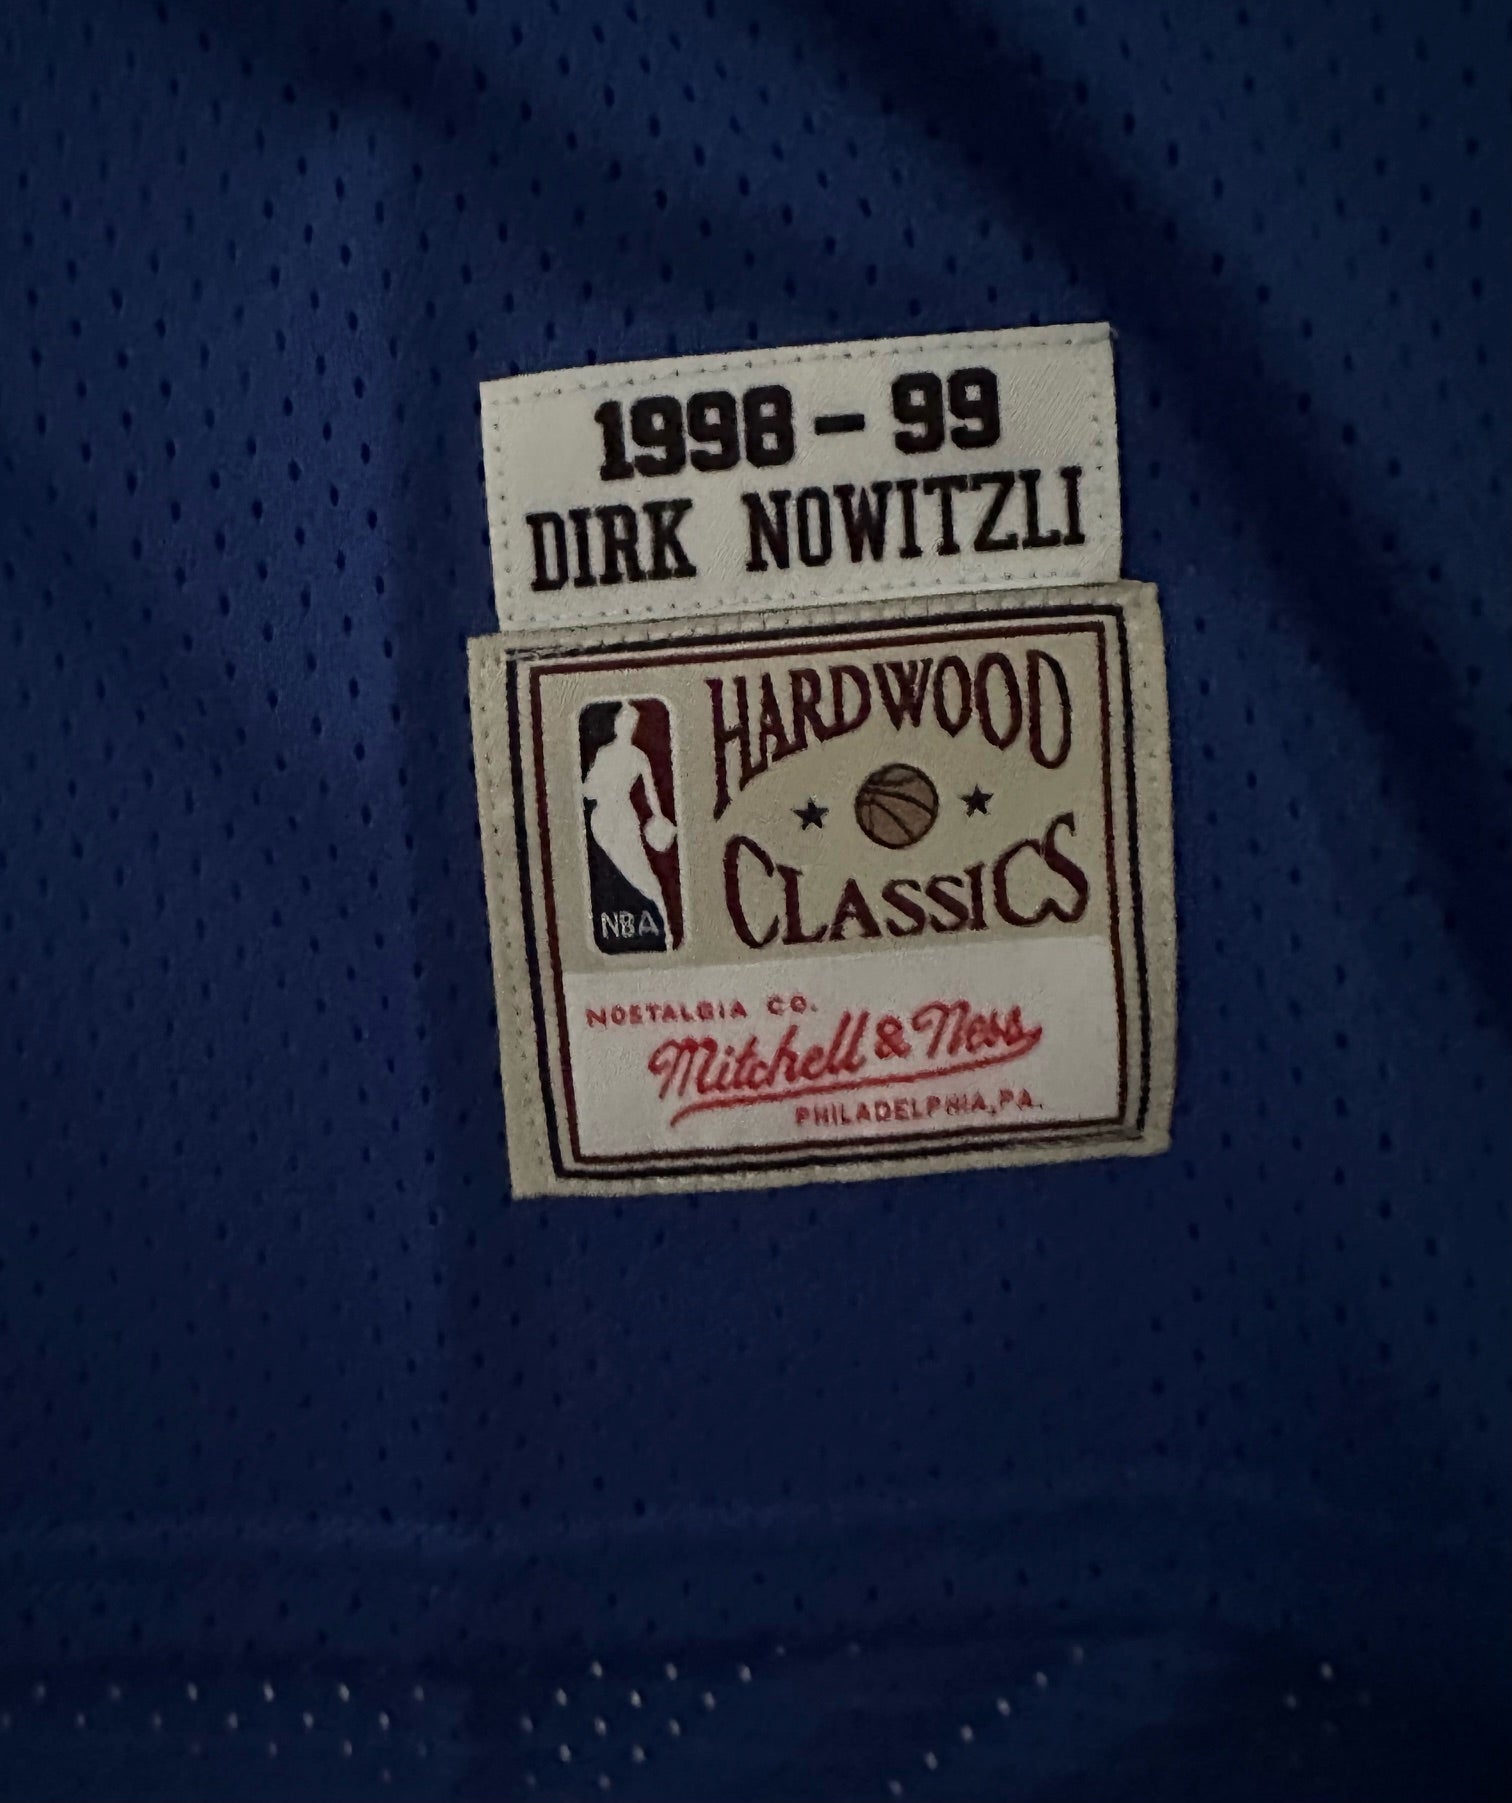 1998 - 99
DIRK NOWITZLI
NBA
HARDWOOD
CLASSICS
NOSTALGIA CO.
Mitchell & Ness
PHILADELPHIA, PA.